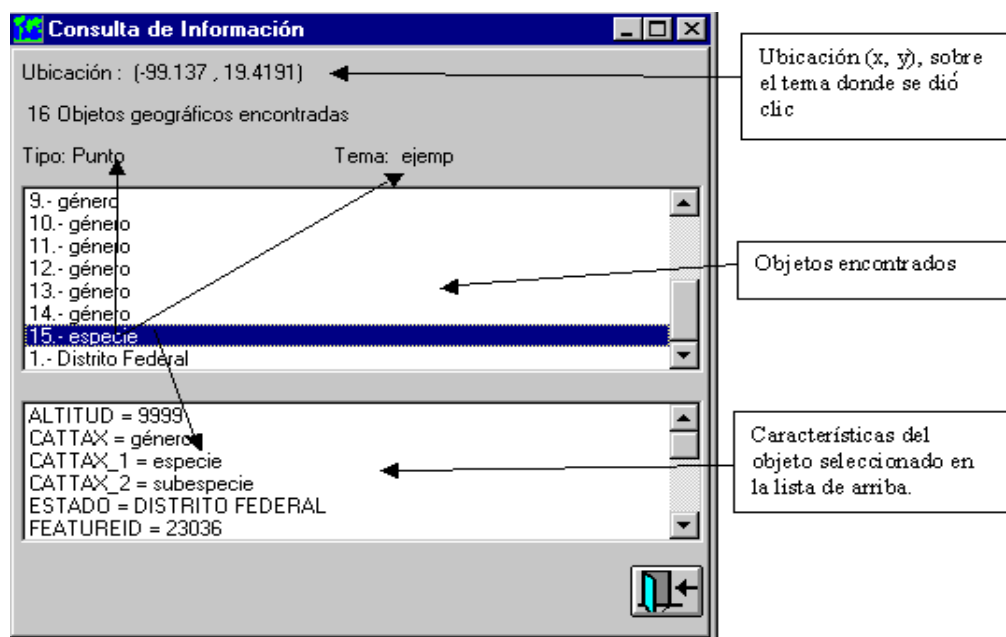 Consulta de Información
Ubicación : (-99.137 , 19.4191)
16 Objetos geográficos encontradas
Tipo: Punto
Tema: ejemp
9.- género
10.- género
11.- género
12.- género
13.- género
14.- género
15.- especie
1.- Distrito Federal
ALTITUD = 9999
CATTAX = género
CATTAX_1 = especie
CATTAX_2 = subespecie
ESTADO = DISTRITO FEDERAL
FEATUREID = 23036
Ubicación (x, y), sobre
el tema donde se dió
clic
Objetos encontrados
Características del
objeto seleccionado en
la lista de arriba.